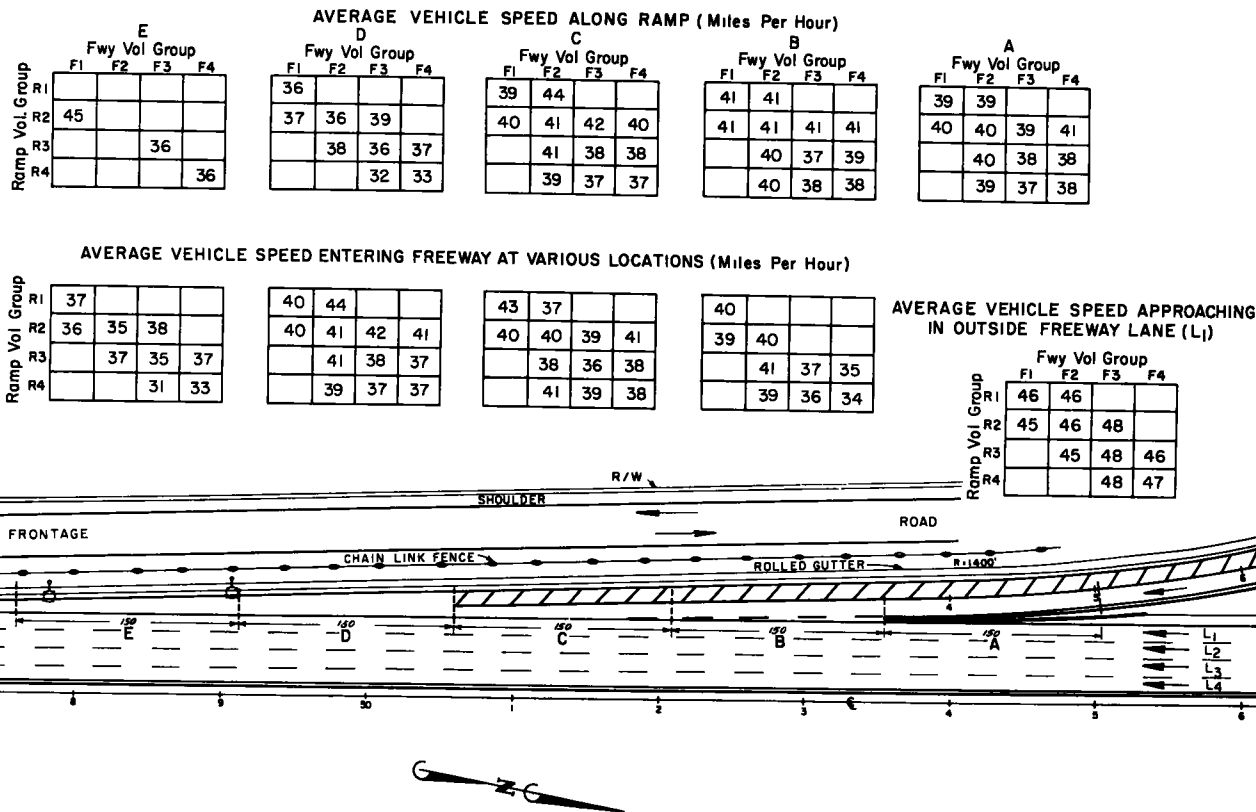 AVERAGE VEHICLE SPEED ALONG RAMP (Miles Per Hour)
E D C B A
Fwy Vol Group Fwy Vol Group Fwy Vol Group Fwy Vol Group Fwy Vol Group
F1 F2 F3 F4 F1 F2 F3 F4 F1 F2 F3 F4 F1 F2 F3 F4 F1 F2 F3 F4
Ramp Vol. Group
R1 36 39 44 41 41 39 39
R2 45 37 36 39 40 41 42 40 41 41 41 41 40 40 39 41
R3 36 38 36 37 41 38 38 40 37 39 40 38 38
R4 36 32 33 39 37 37 40 38 38 39 37 38
AVERAGE VEHICLE SPEED ENTERING FREEWAY AT VARIOUS LOCATIONS (Miles Per Hour)
Ramp Vol Group
R1 37 40 44 43 37 40
R2 36 35 38 40 41 42 41 40 40 39 41 39 40
R3 37 35 37 41 38 37 38 36 38 41 37 35
R4 31 33 39 37 37 41 39 38 39 36 34
AVERAGE VEHICLE SPEED APPROACHING
IN OUTSIDE FREEWAY LANE (L1)
Fwy Vol Group
F1 F2 F3 F4
Ramp Vol Group
R1 46 46
R2 45 46 48
R3 45 48 46
R4 48 47
R/W
SHOULDER
FRONTAGE ROAD
CHAIN LINK FENCE
ROLLED GUTTER R=1400'
6
4 5
150 150 150 150 150
E D C B A
L1
L2
L3
L4
8 9 50 1 2 ℄ 4 5 6
N